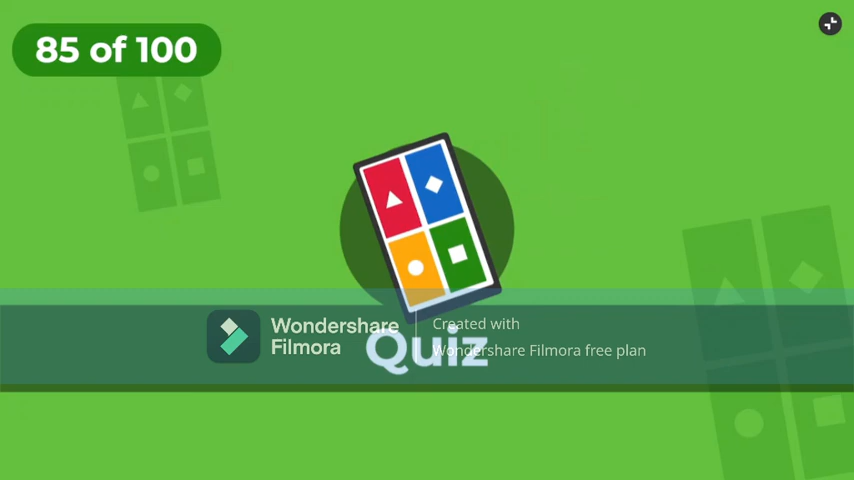 85 of 100
Wondershare
Filmora
Created with
Wondershare Filmora free plan
Quiz